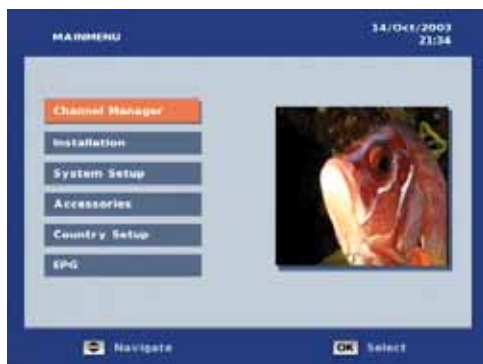 MAINMENU
14/Oct/2003
21:34
Channel Manager
Installation
System Setup
Accessories
Country Setup
EPG
Navigate
OK Select